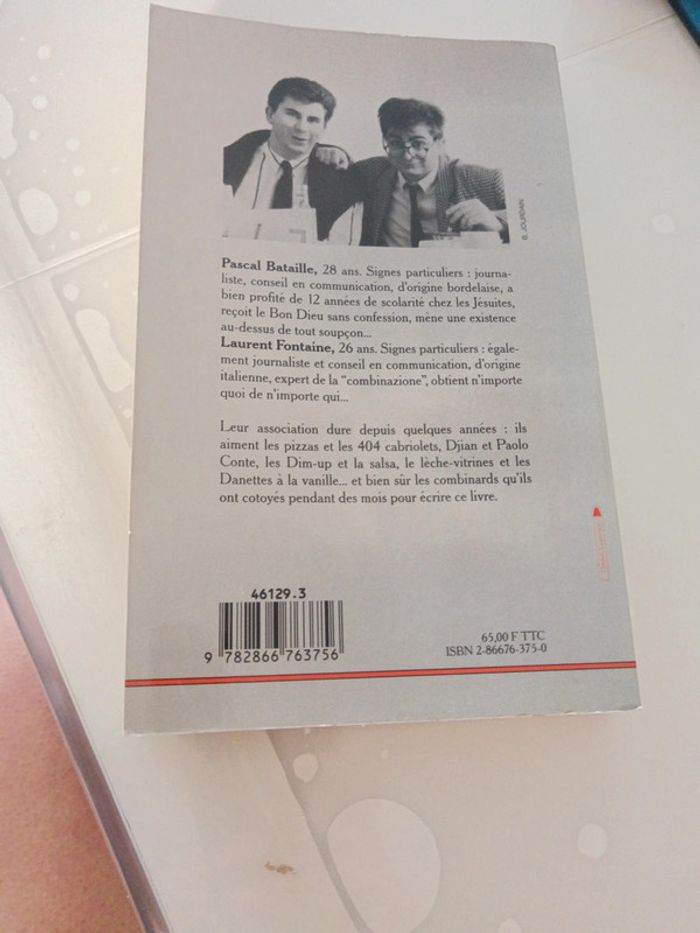 B. JOURDAIN
Pascal Bataille, 28 ans. Signes particuliers : journa-
liste, conseil en communication, d'origine bordelaise, a
bien profité de 12 années de scolarité chez les Jésuites,
reçoit le Bon Dieu sans confession, mène une existence
au-dessus de tout soupçon...
Laurent Fontaine, 26 ans. Signes particuliers : égale-
ment journaliste et conseil en communication, d'origine
italienne, expert de la “combinazione”, obtient n'importe
quoi de n'importe qui...
Leur association dure depuis quelques années : ils
aiment les pizzas et les 404 cabriolets, Djian et Paolo
Conte, les Dim-up et la salsa, le lèche-vitrines et les
Danettes à la vanille... et bien sûr les combinards qu'ils
ont cotoyés pendant des mois pour écrire ce livre.
46129.3
9 782866 763756
65,00 F TTC
ISBN 2-86676-375-0